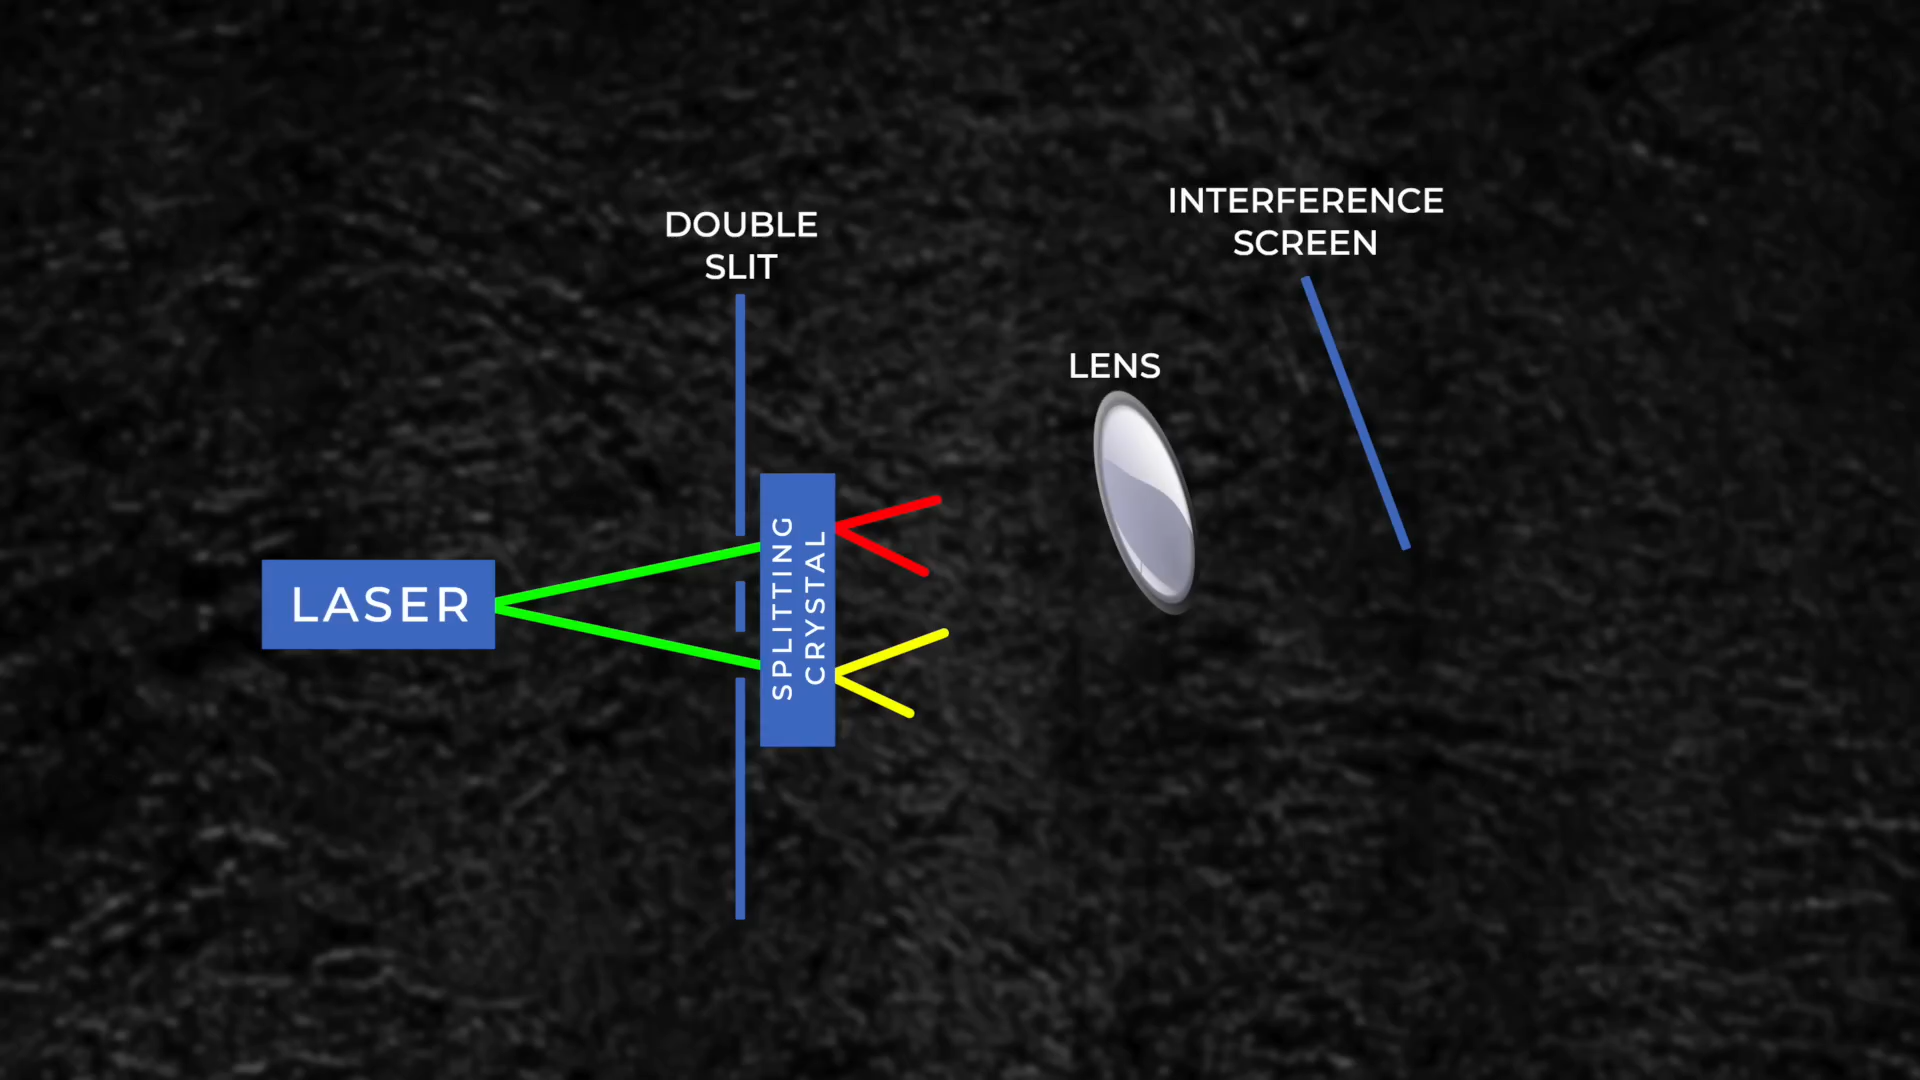 DOUBLE
SLIT
INTERFERENCE
SCREEN
LENS
LASER
SPLITTING
CRYSTAL